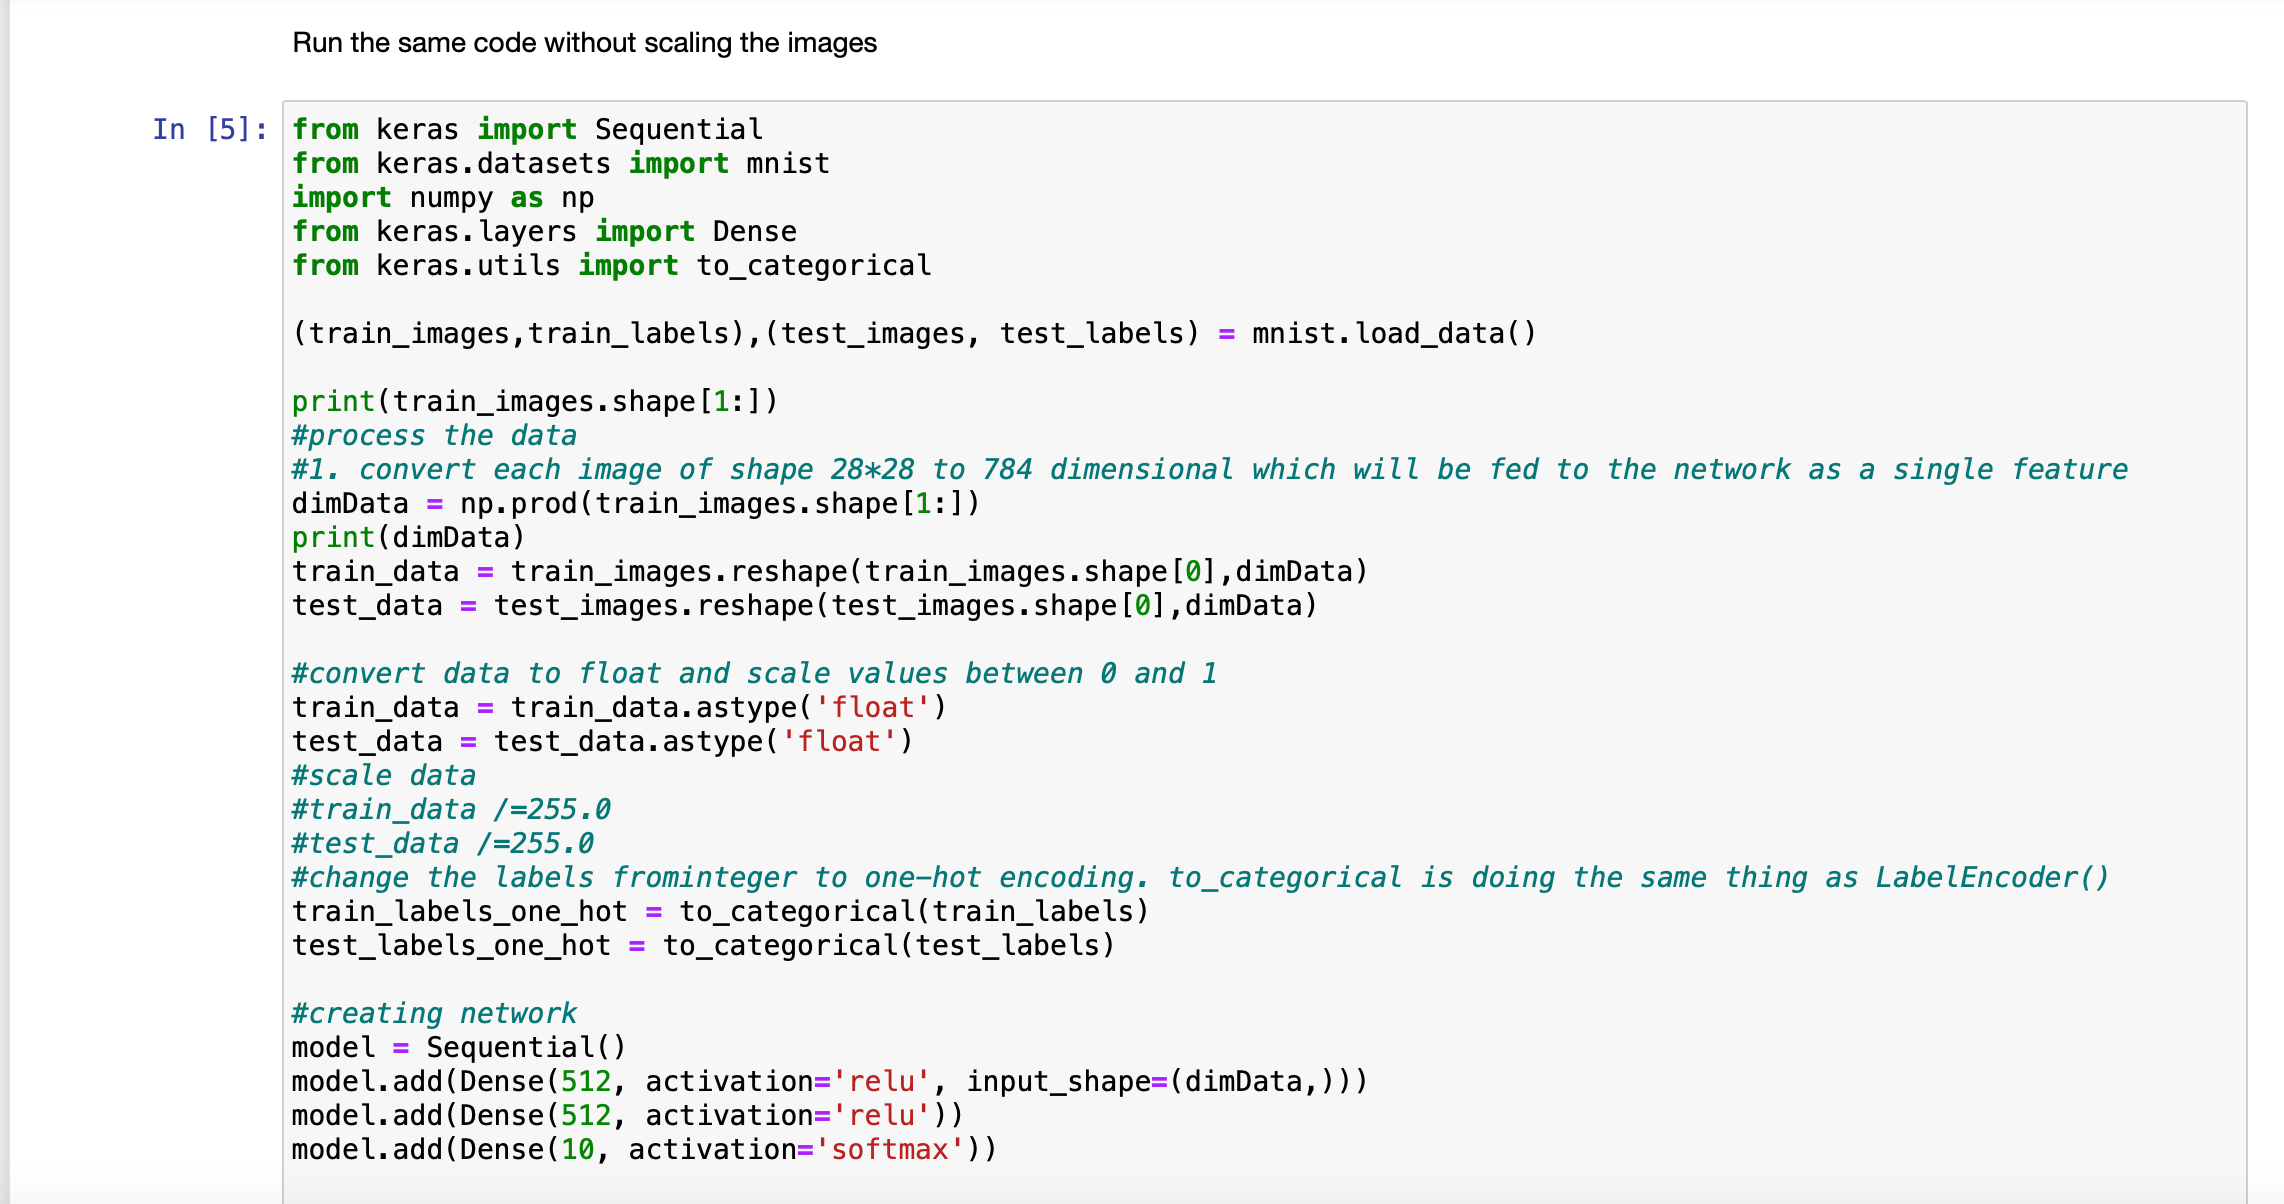 Run the same code without scaling the images
In [5]:
from keras import Sequential
from keras.datasets import mnist
import numpy as np
from keras.layers import Dense
from keras.utils import to_categorical
(train_images,train_labels),(test_images, test_labels) = mnist.load_data()
print(train_images.shape[1:])
#process the data
#1. convert each image of shape 28*28 to 784 dimensional which will be fed to the network as a single feature
dimData = np.prod(train_images.shape[1:])
print(dimData)
train_data = train_images.reshape(train_images.shape[0],dimData)
test_data = test_images.reshape(test_images.shape[0],dimData)
#convert data to float and scale values between 0 and 1
train_data = train_data.astype('float')
test_data = test_data.astype('float')
#scale data
#train_data /=255.0
#test_data /=255.0
#change the labels frominteger to one-hot encoding. to_categorical is doing the same thing as LabelEncoder()
train_labels_one_hot = to_categorical(train_labels)
test_labels_one_hot = to_categorical(test_labels)
#creating network
model = Sequential()
model.add(Dense(512, activation='relu', input_shape=(dimData,)))
model.add(Dense(512, activation='relu'))
model.add(Dense(10, activation='softmax'))